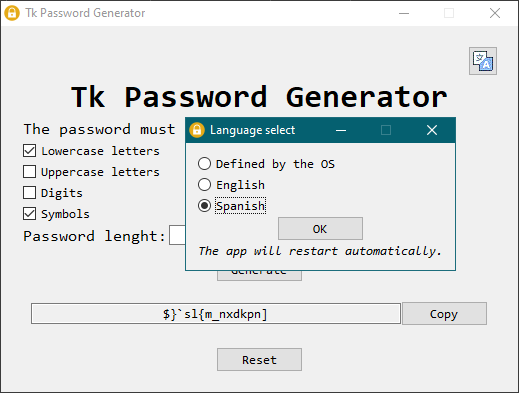 Tk Password Generator
Tk Password Generator
The password must
Lowercase letters
Uppercase letters
Digits
Symbols
Password lenght:
Language select
Defined by the OS
English
Spanish
OK
The app will restart automatically.
Generate
$}`sl{m_nxdkpn]
Copy
Reset